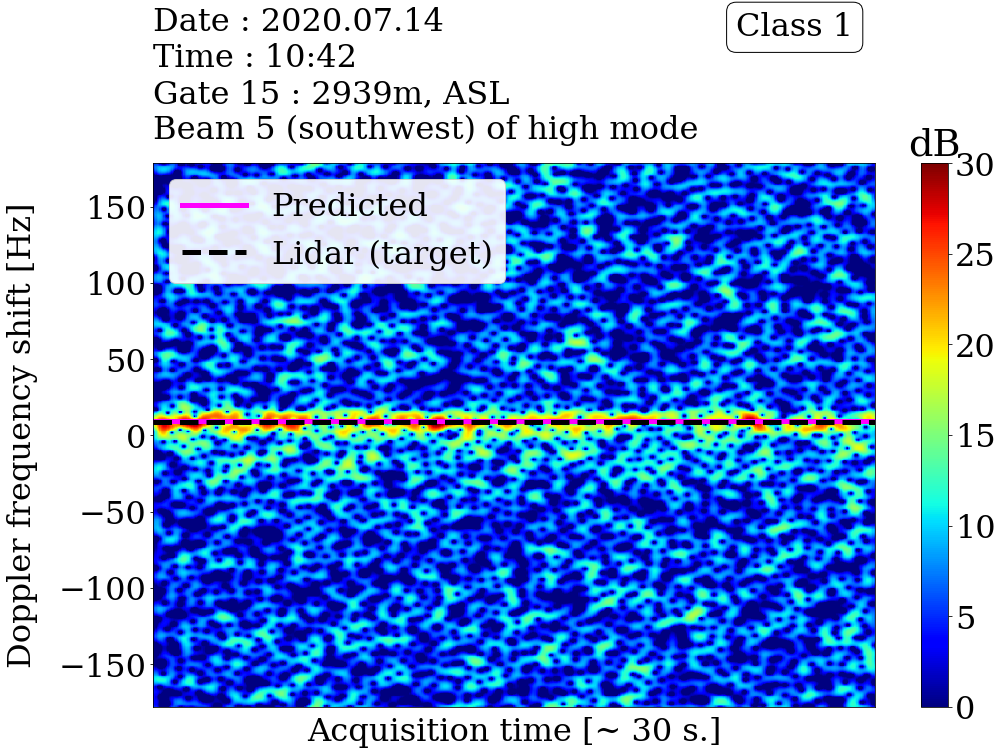 Date : 2020.07.14
Time : 10:42
Gate 15 : 2939m, ASL
Beam 5 (southwest) of high mode
Class 1
dB
Predicted
Lidar (target)
Doppler frequency shift [Hz]
150
100
50
0
−50
−100
−150
Acquisition time [~ 30 s.]
30
25
20
15
10
5
0